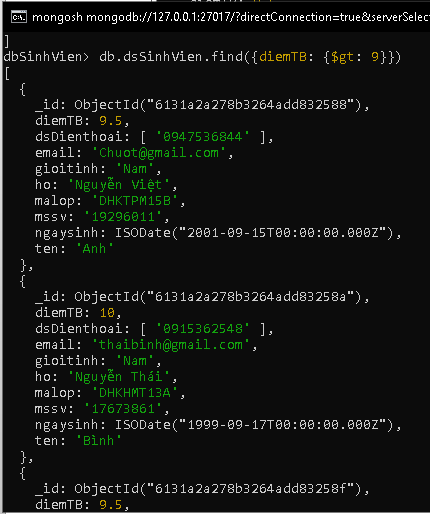 mongosh mongodb://127.0.0.1:27017/?directConnection=true&serverSelec
]
dbSinhVien> db.dsSinhVien.find({diemTB: {$gt: 9}})
[
  {
    _id: ObjectId("6131a2a278b3264add832588"),
    diemTB: 9.5,
    dsDienthoai: [ '0947536844' ],
    email: 'Chuot@gmail.com',
    gioitinh: 'Nam',
    ho: 'Nguyễn Việt',
    malop: 'DHKTPM15B',
    mssv: '19296011',
    ngaysinh: ISODate("2001-09-15T00:00:00.000Z"),
    ten: 'Anh'
  },
  {
    _id: ObjectId("6131a2a278b3264add83258a"),
    diemTB: 10,
    dsDienthoai: [ '0915362548' ],
    email: 'thaibinh@gmail.com',
    gioitinh: 'Nam',
    ho: 'Nguyễn Thái',
    malop: 'DHKHMT13A',
    mssv: '17673861',
    ngaysinh: ISODate("1999-09-17T00:00:00.000Z"),
    ten: 'Bình'
  },
  {
    _id: ObjectId("6131a2a278b3264add83258f"),
    diemTB: 9.5,